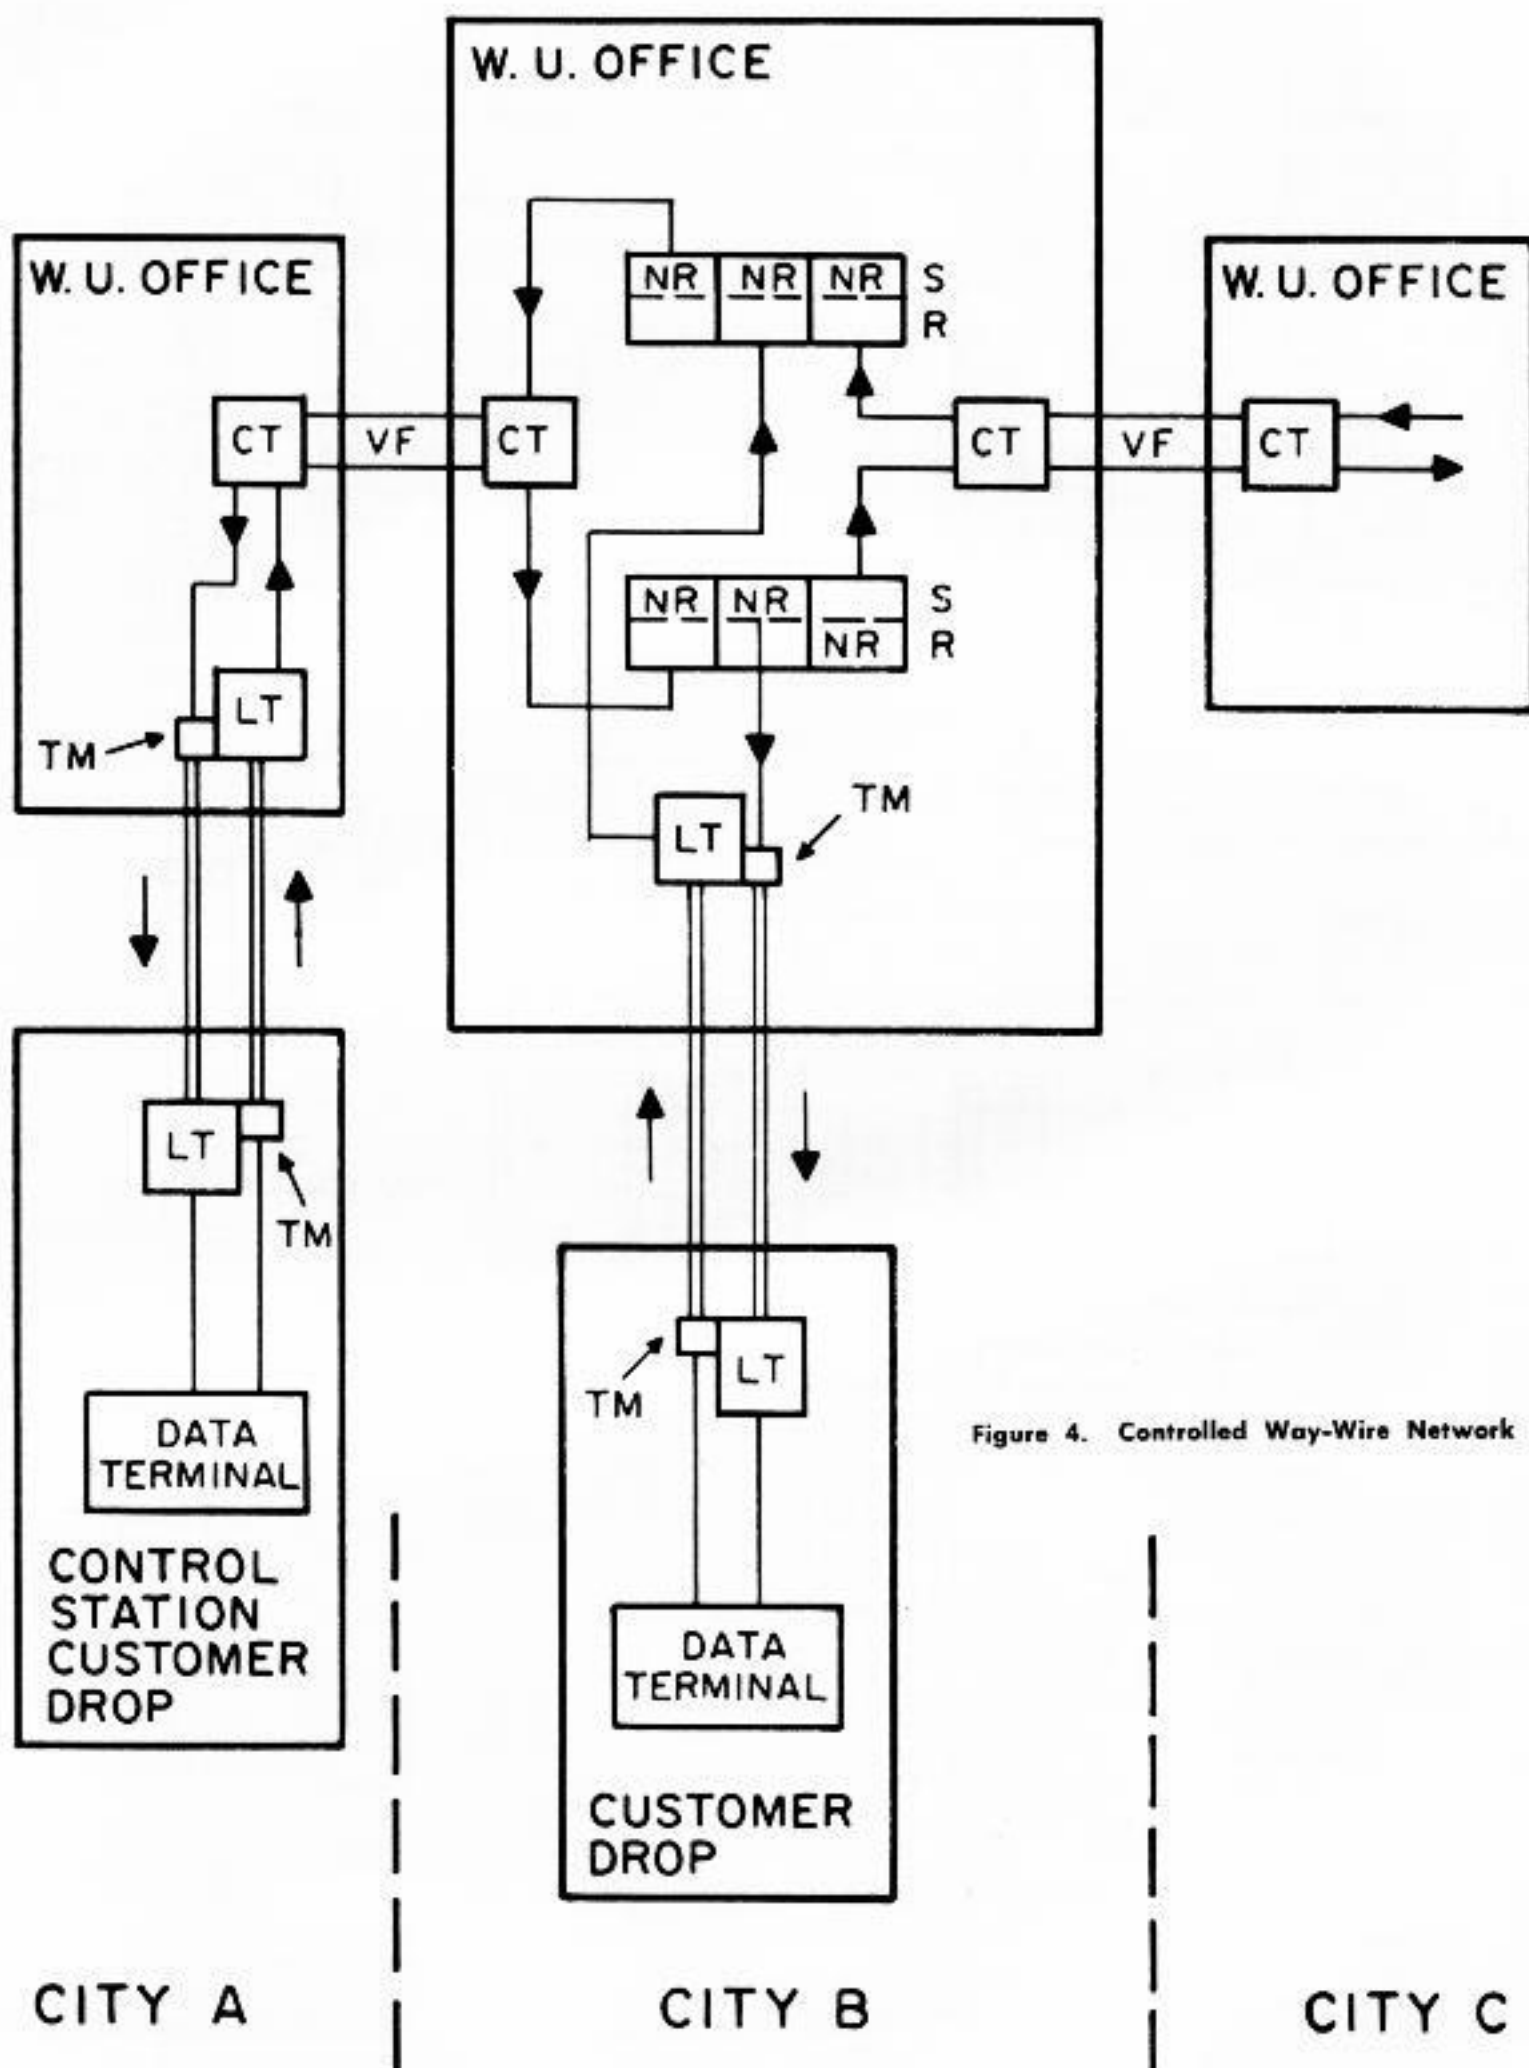 W. U. OFFICE
W. U. OFFICE
W. U. OFFICE
NR NR NR S
R
CT VF CT
CT VF CT
NR NR S
NR R
LT
TM
LT
TM
LT
TM
TM
LT
DATA
TERMINAL
CONTROL
STATION
CUSTOMER
DROP
DATA
TERMINAL
CUSTOMER
DROP
Figure 4. Controlled Way-Wire Network
CITY A
CITY B
CITY C